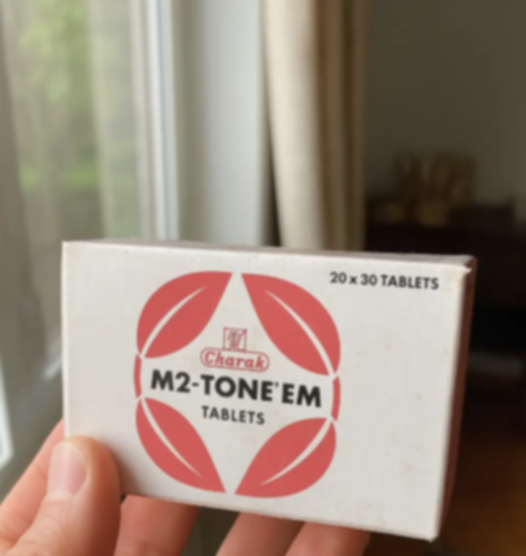 20 x 30 TABLETS
Charak
M2-TONE'EM
TABLETS